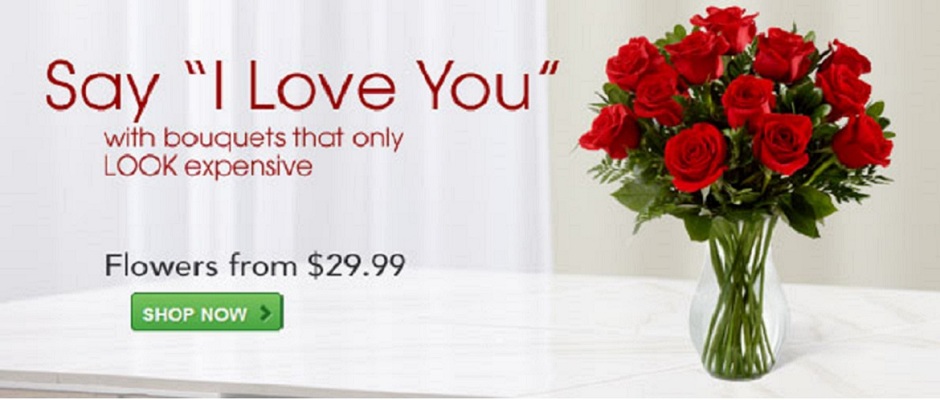 Say “I Love You”
with bouquets that only
LOOK expensive
Flowers from $29.99
SHOP NOW